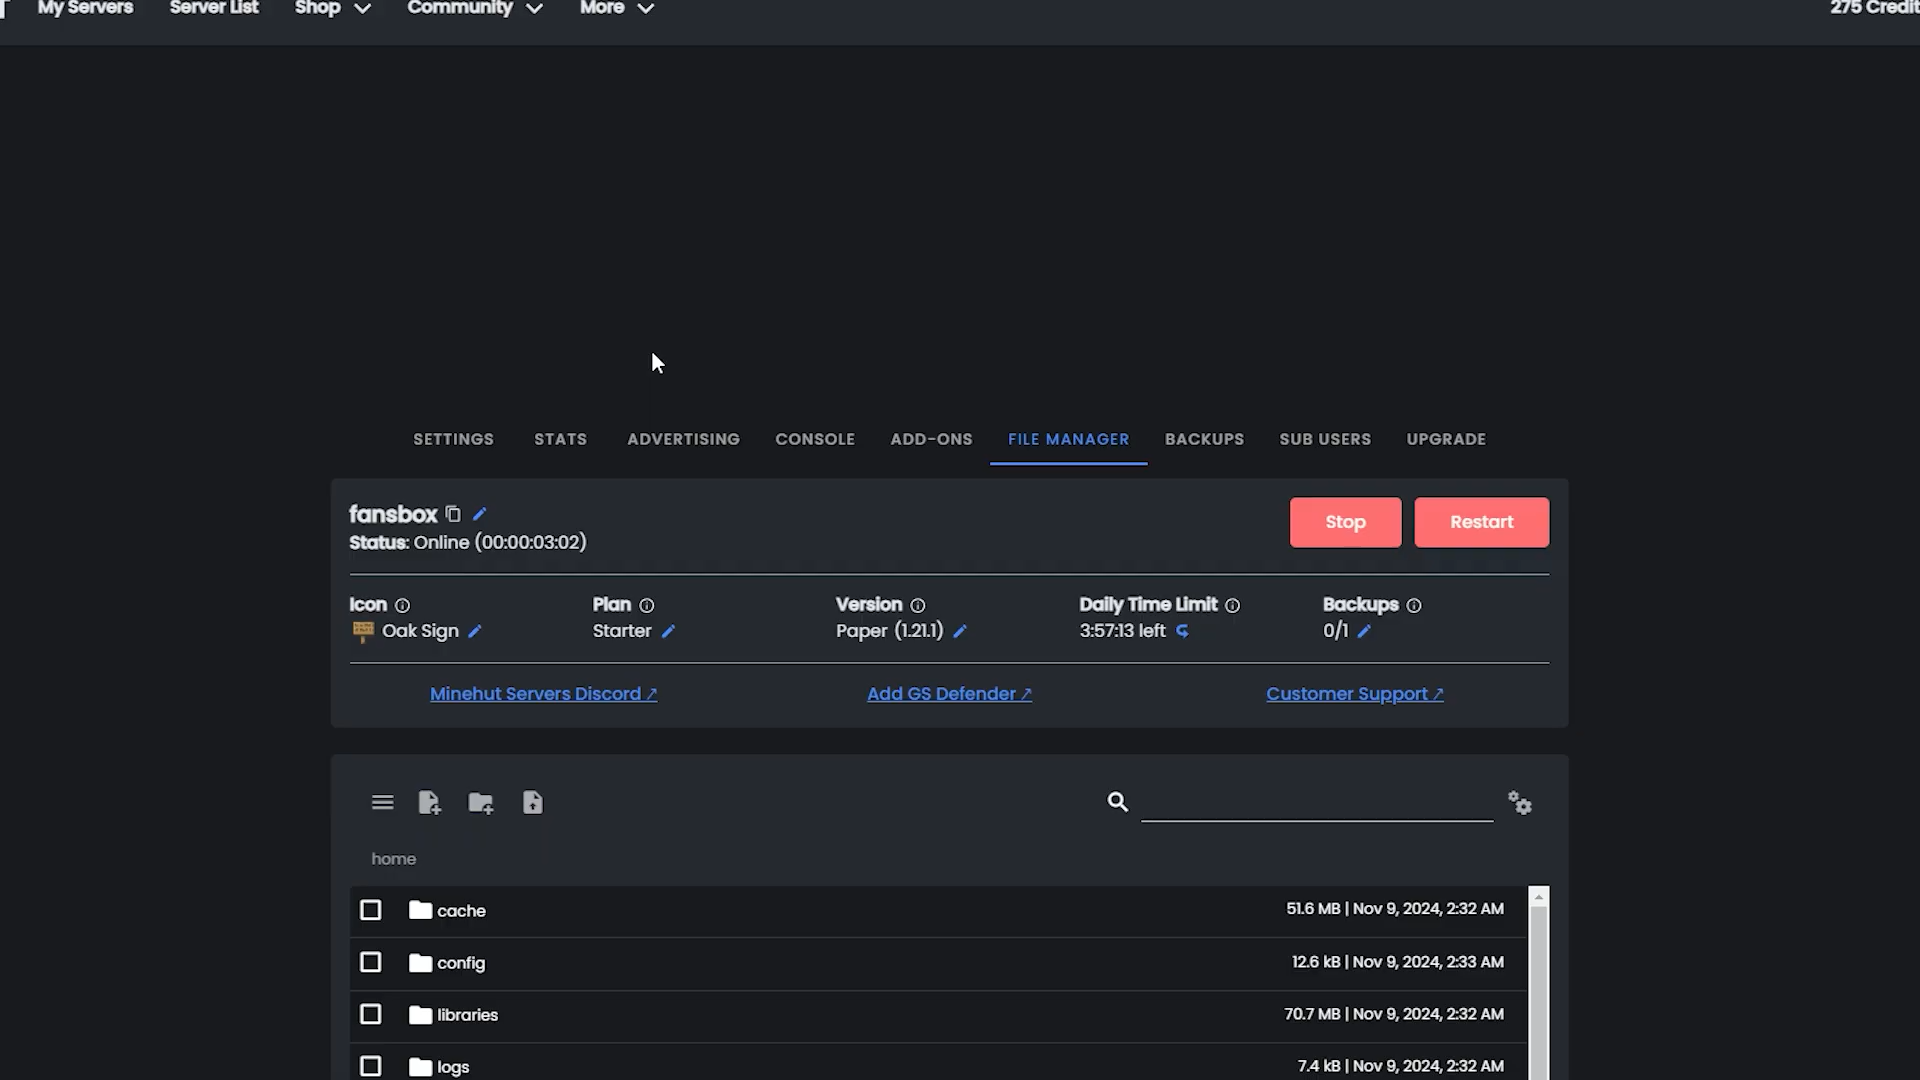 My Servers Server List Shop Community More 275 Credit
SETTINGS STATS ADVERTISING CONSOLE ADD-ONS FILE MANAGER BACKUPS SUB USERS UPGRADE
fansbox
Stop Restart
Status: Online (00:00:03:02)
Icon Plan Version Daily Time Limit Backups
Oak Sign Starter Paper (1.21.1) 3:57:13 left 0/1
Minehut Servers Discord ↗ Add GS Defender ↗ Customer Support ↗
home
cache 51.6 MB | Nov 9, 2024, 2:32 AM
config 12.6 kB | Nov 9, 2024, 2:33 AM
libraries 70.7 MB | Nov 9, 2024, 2:32 AM
logs 7.4 kB | Nov 9, 2024, 2:32 AM